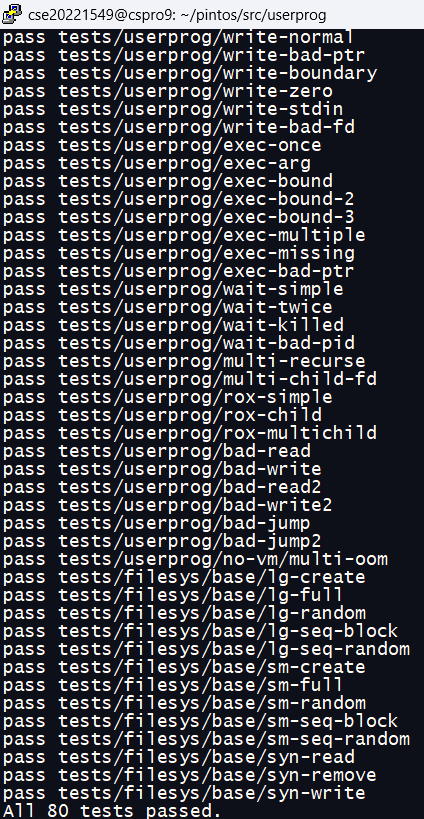 cse20221549@cspro9: ~/pintos/src/userprog
pass tests/userprog/write-normal
pass tests/userprog/write-bad-ptr
pass tests/userprog/write-boundary
pass tests/userprog/write-zero
pass tests/userprog/write-stdin
pass tests/userprog/write-bad-fd
pass tests/userprog/exec-once
pass tests/userprog/exec-arg
pass tests/userprog/exec-bound
pass tests/userprog/exec-bound-2
pass tests/userprog/exec-bound-3
pass tests/userprog/exec-multiple
pass tests/userprog/exec-missing
pass tests/userprog/exec-bad-ptr
pass tests/userprog/wait-simple
pass tests/userprog/wait-twice
pass tests/userprog/wait-killed
pass tests/userprog/wait-bad-pid
pass tests/userprog/multi-recurse
pass tests/userprog/multi-child-fd
pass tests/userprog/rox-simple
pass tests/userprog/rox-child
pass tests/userprog/rox-multichild
pass tests/userprog/bad-read
pass tests/userprog/bad-write
pass tests/userprog/bad-read2
pass tests/userprog/bad-write2
pass tests/userprog/bad-jump
pass tests/userprog/bad-jump2
pass tests/userprog/no-vm/multi-oom
pass tests/filesys/base/lg-create
pass tests/filesys/base/lg-full
pass tests/filesys/base/lg-random
pass tests/filesys/base/lg-seq-block
pass tests/filesys/base/lg-seq-random
pass tests/filesys/base/sm-create
pass tests/filesys/base/sm-full
pass tests/filesys/base/sm-random
pass tests/filesys/base/sm-seq-block
pass tests/filesys/base/sm-seq-random
pass tests/filesys/base/syn-read
pass tests/filesys/base/syn-remove
pass tests/filesys/base/syn-write
All 80 tests passed.